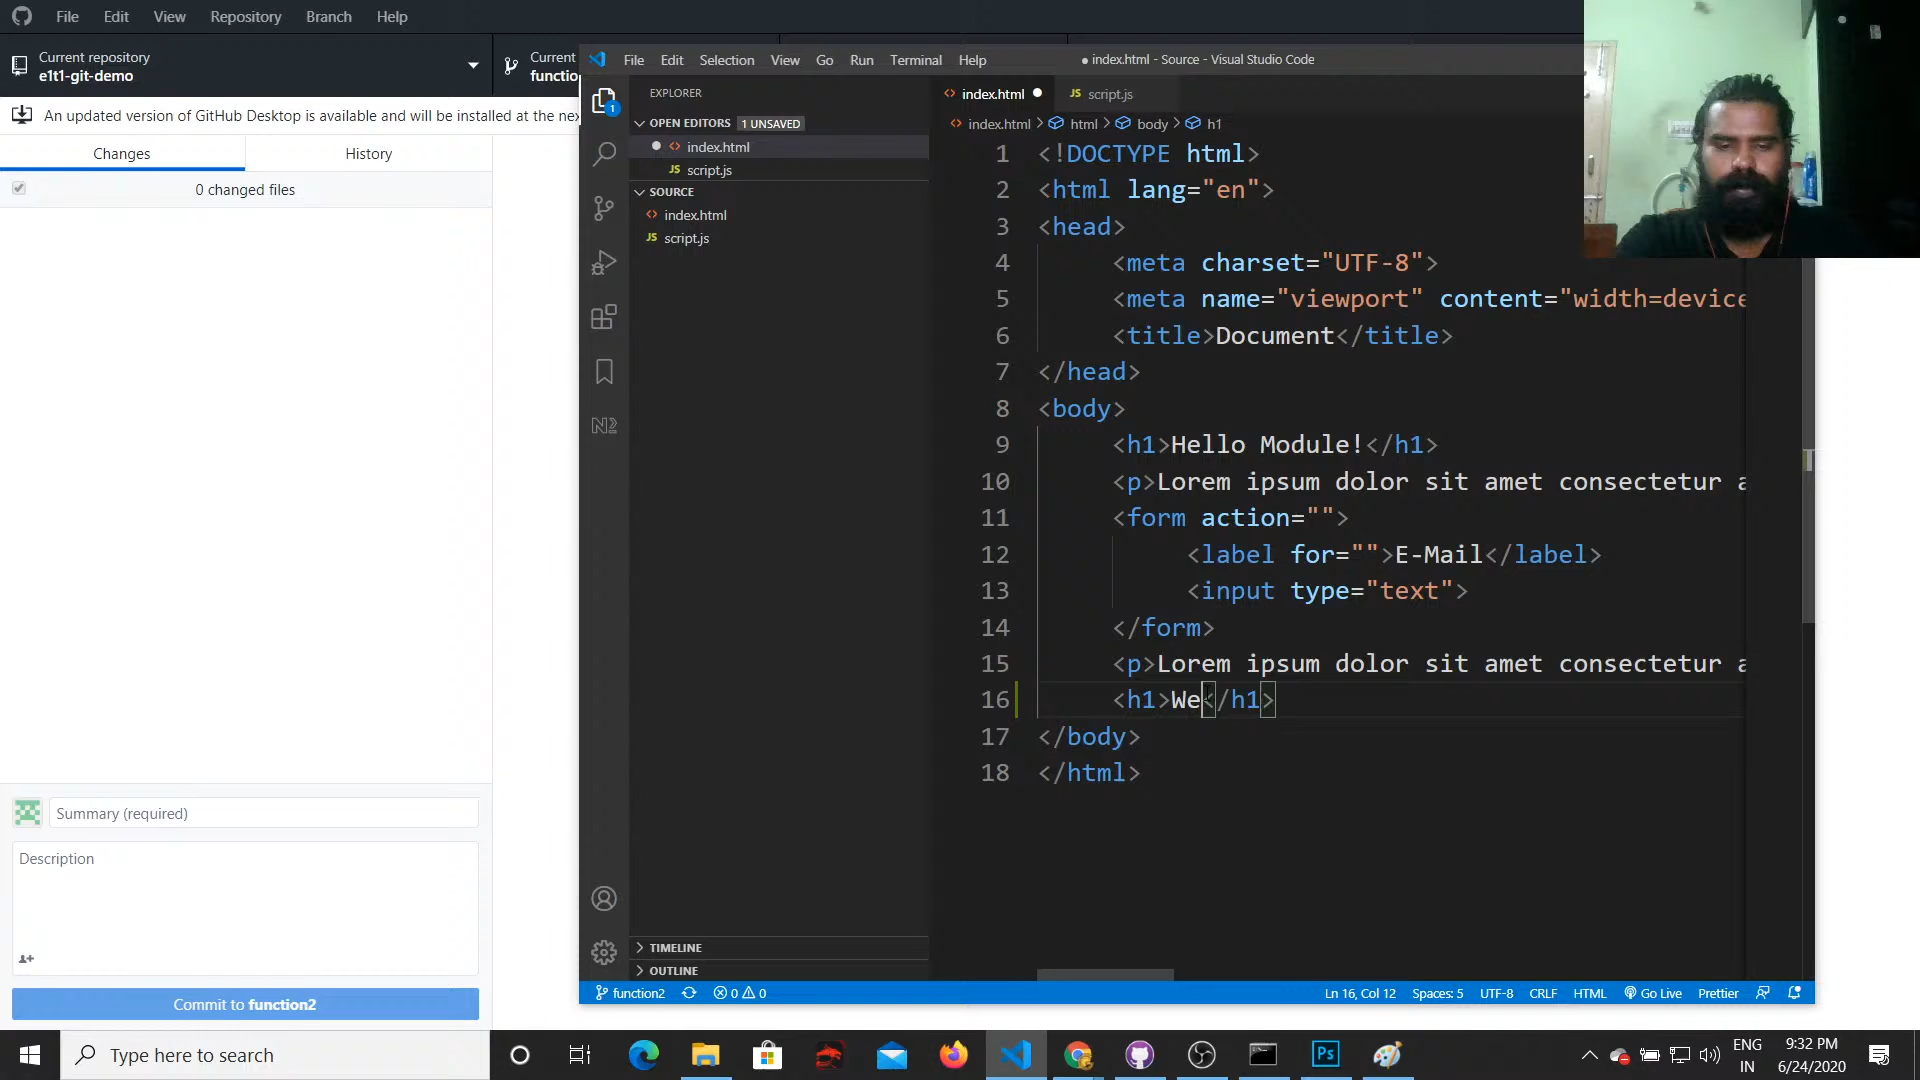 File Edit View Repository Branch Help
Current repository
e1t1-git-demo
Current
functio
An updated version of GitHub Desktop is available and will be installed at the nex
Changes History
0 changed files
Summary (required)
Description
Commit to function2
File Edit Selection View Go Run Terminal Help
● index.html - Source - Visual Studio Code
EXPLORER
OPEN EDITORS 1 UNSAVED
index.html
JS script.js
SOURCE
index.html
JS script.js
TIMELINE
OUTLINE
1
N2
index.html JS script.js
index.html > html > body > h1
1 <!DOCTYPE html>
2 <html lang="en">
3 <head>
4 <meta charset="UTF-8">
5 <meta name="viewport" content="width=device
6 <title>Document</title>
7 </head>
8 <body>
9 <h1>Hello Module!</h1>
10 <p>Lorem ipsum dolor sit amet consectetur a
11 <form action="">
12 <label for="">E-Mail</label>
13 <input type="text">
14 </form>
15 <p>Lorem ipsum dolor sit amet consectetur a
16 <h1>We</h1>
17 </body>
18 </html>
function2 0 0 Ln 16, Col 12 Spaces: 5 UTF-8 CRLF HTML Go Live Prettier
Type here to search
Ps
ENG
IN
9:32 PM
6/24/2020